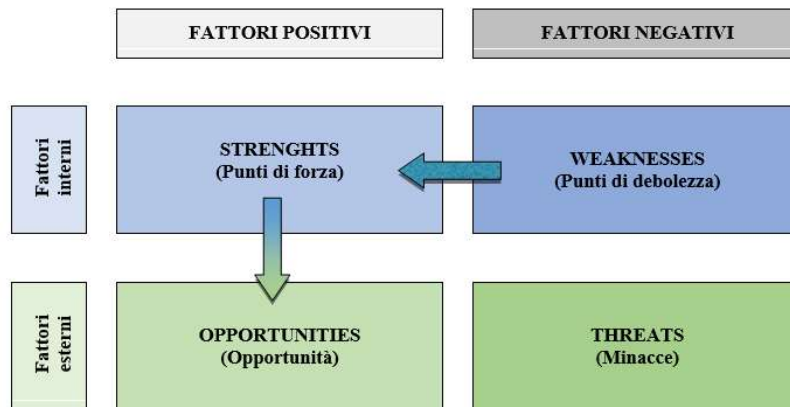 FATTORI POSITIVI
FATTORI NEGATIVI
Fattori
interni
STRENGHTS
(Punti di forza)
WEAKNESSES
(Punti di debolezza)
Fattori
esterni
OPPORTUNITIES
(Opportunità)
THREATS
(Minacce)